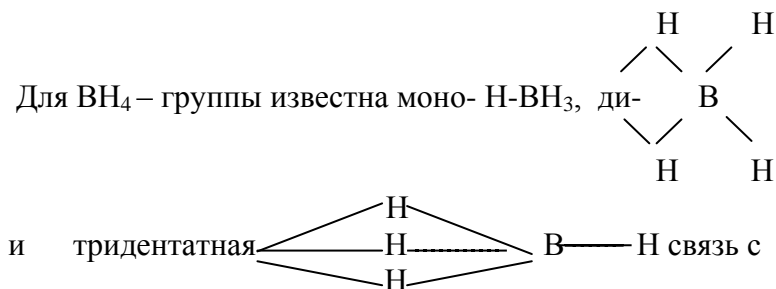 H H
Для BH4 – группы известна моно- H-BH3, ди- B
H H
H
и тридентатная H B H связь с
H